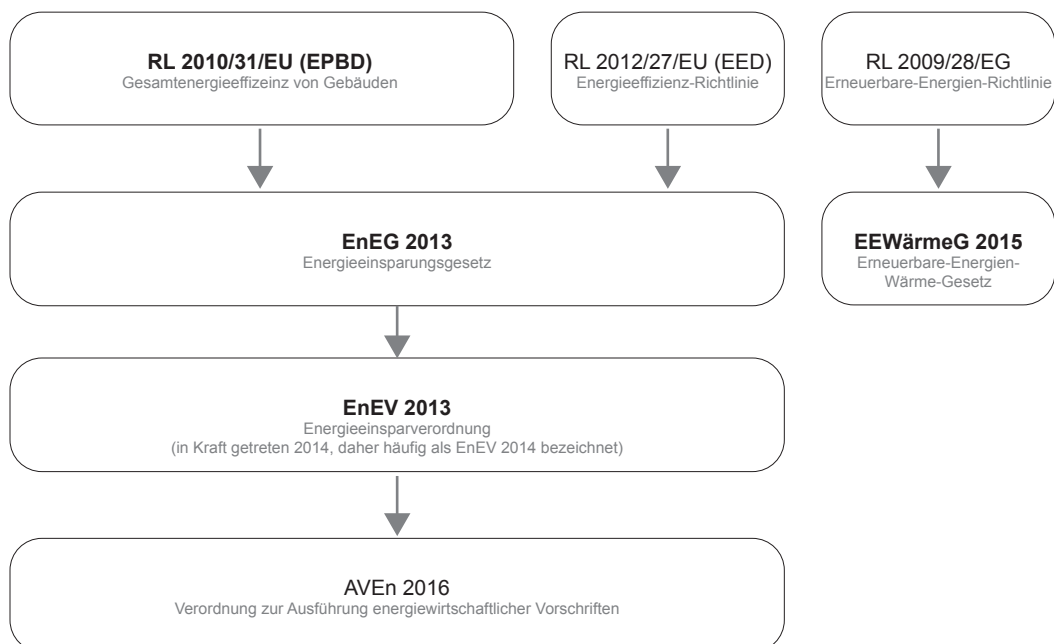 RL 2010/31/EU (EPBD)
Gesamtenergieeffizeinz von Gebäuden
RL 2012/27/EU (EED)
Energieeffizienz-Richtlinie
RL 2009/28/EG
Erneuerbare-Energien-Richtlinie
EnEG 2013
Energieeinsparungsgesetz
EEWärmeG 2015
Erneuerbare-Energien-
Wärme-Gesetz
EnEV 2013
Energieeinsparverordnung
(in Kraft getreten 2014, daher häufig als EnEV 2014 bezeichnet)
AVEn 2016
Verordnung zur Ausführung energiewirtschaftlicher Vorschriften